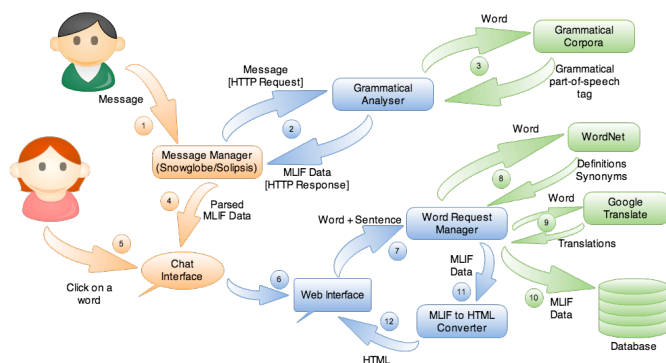 Message
1
Message Manager
(Snowglobe/Solipsis)
Message
[HTTP Request]
2
MLIF Data
[HTTP Response]
Grammatical
Analyser
Word
3
Grammatical
part-of-speech
tag
Grammatical
Corpora
4
Parsed
MLIF Data
5
Click on a
word
Chat
Interface
6
Web Interface
Word + Sentence
7
Word Request
Manager
Word
8
WordNet
Definitions
Synonyms
Word
9
Google
Translate
Translations
10
MLIF
Data
Database
MLIF
Data
11
MLIF to HTML
Converter
12
HTML